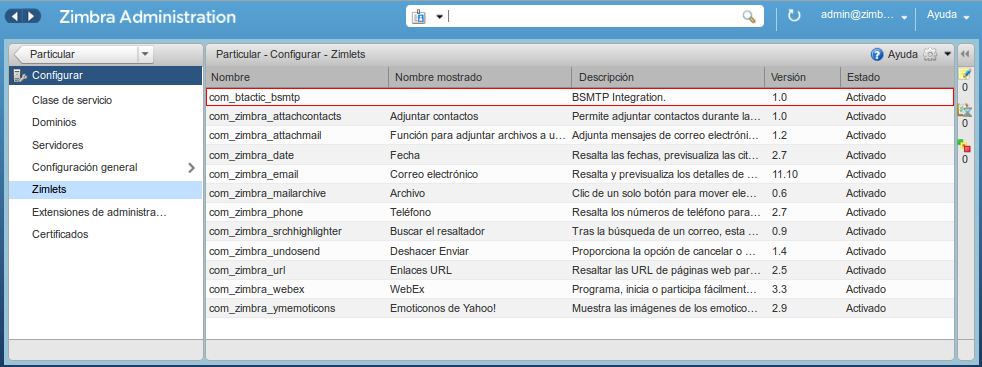 Zimbra Administration
admin@zimb...
Ayuda
Particular
Particular - Configurar - Zimlets
Ayuda
Configurar
Clase de servicio
Dominios
Servidores
Configuración general
Zimlets
Extensiones de administra...
Certificados
Nombre Nombre mostrado Descripción Versión Estado
com_btactic_bsmtp BSMTP Integration. 1.0 Activado
com_zimbra_attachcontacts Adjuntar contactos Permite adjuntar contactos durante la... 1.0 Activado
com_zimbra_attachmail Función para adjuntar archivos a u... Adjunta mensajes de correo electróni... 1.2 Activado
com_zimbra_date Fecha Resalta las fechas, previsualiza las cit... 2.7 Activado
com_zimbra_email Correo electrónico Resalta y previsualiza los detalles de ... 11.10 Activado
com_zimbra_mailarchive Archivo Clic de un solo botón para mover ele... 0.6 Activado
com_zimbra_phone Teléfono Resalta los números de teléfono para... 2.7 Activado
com_zimbra_srchhighlighter Buscar el resaltador Tras la búsqueda de un correo, esta ... 0.9 Activado
com_zimbra_undosend Deshacer Enviar Proporciona la opción de cancelar o ... 1.4 Activado
com_zimbra_url Enlaces URL Resaltar las URL de páginas web par... 2.5 Activado
com_zimbra_webex WebEx Programa, inicia o participa fácilment... 3.3 Activado
com_zimbra_ymemoticons Emoticonos de Yahoo! Muestra las imágenes de los emotico... 2.9 Activado
0
0
0